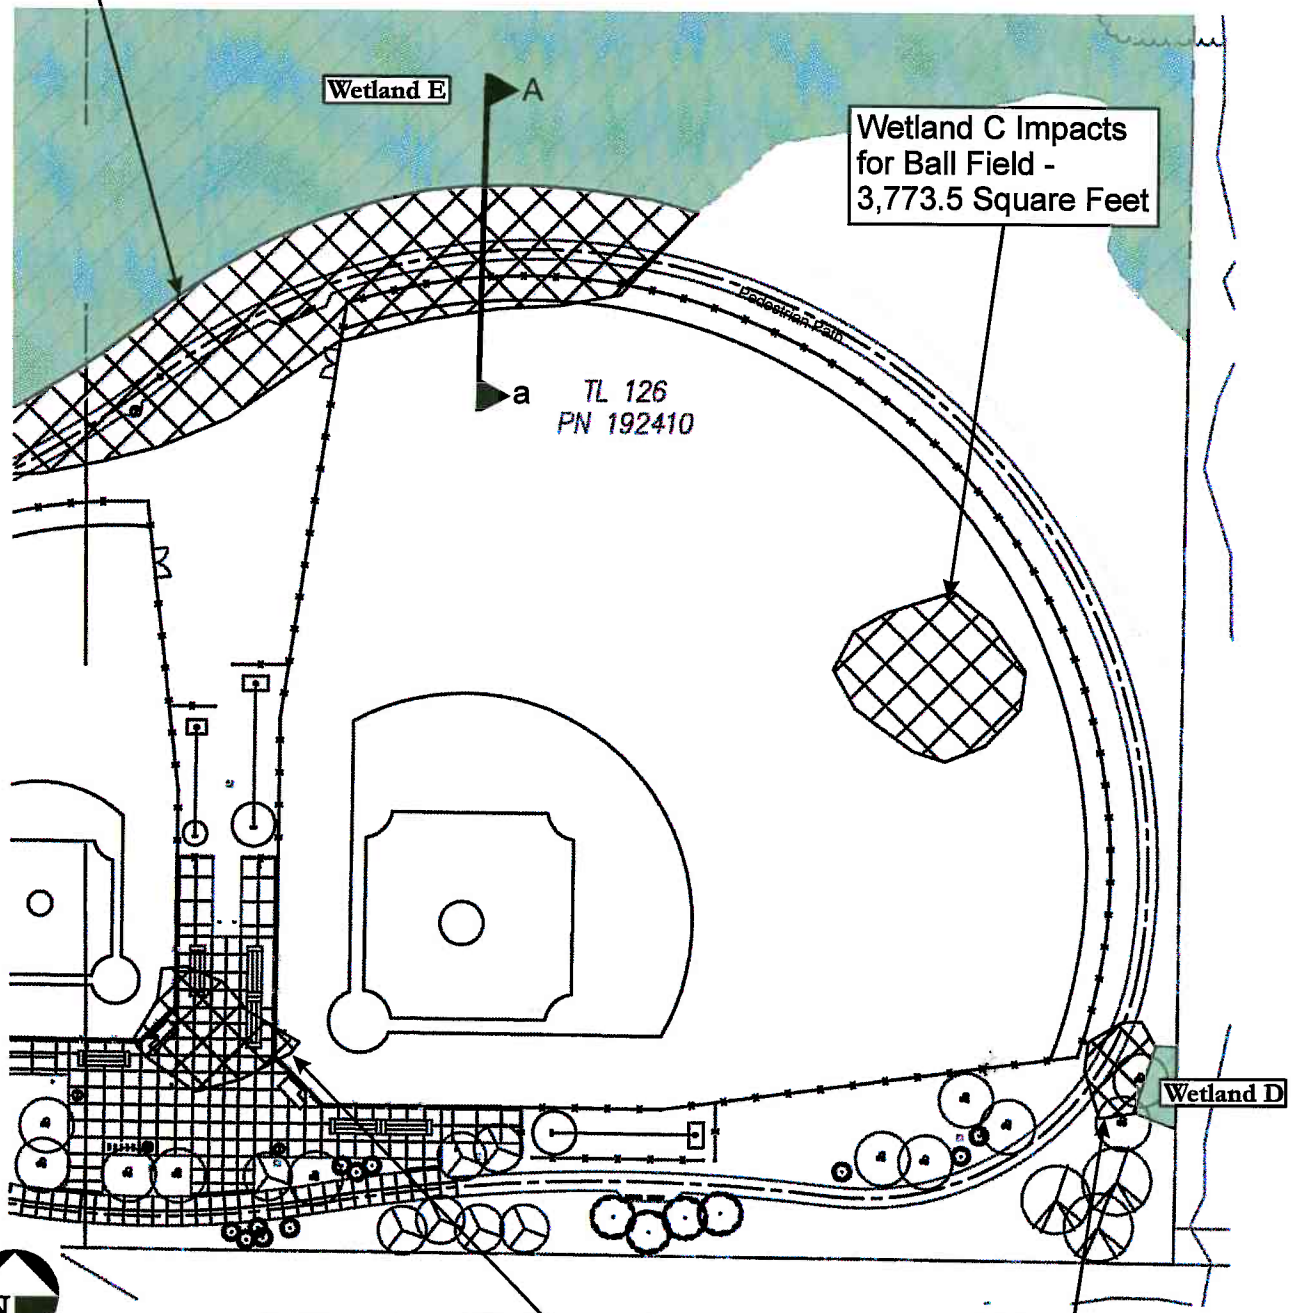 Wetland E
A
Wetland C Impacts
for Ball Field -
3,773.5 Square Feet
Pedestrian Path
a
TL 126
PN 192410
Wetland D
N